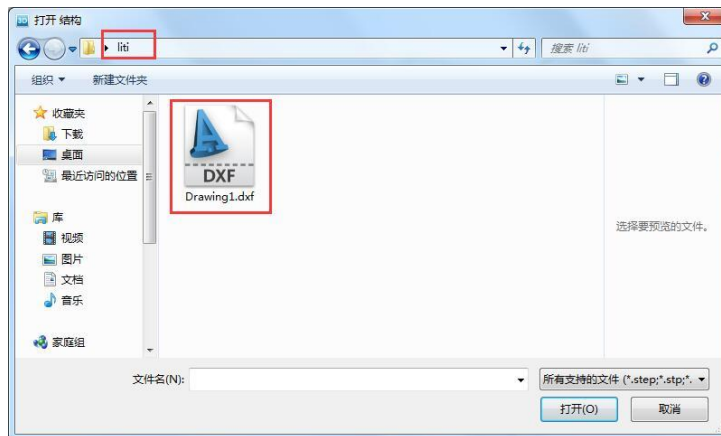 打开 结构
liti
搜索 liti
组织
新建文件夹
收藏夹
下载
桌面
最近访问的位置
库
视频
图片
文档
音乐
家庭组
DXF
Drawing1.dxf
选择要预览的文件。
文件名(N):
所有支持的文件 (*.step;*.stp;*.
打开(O)
取消